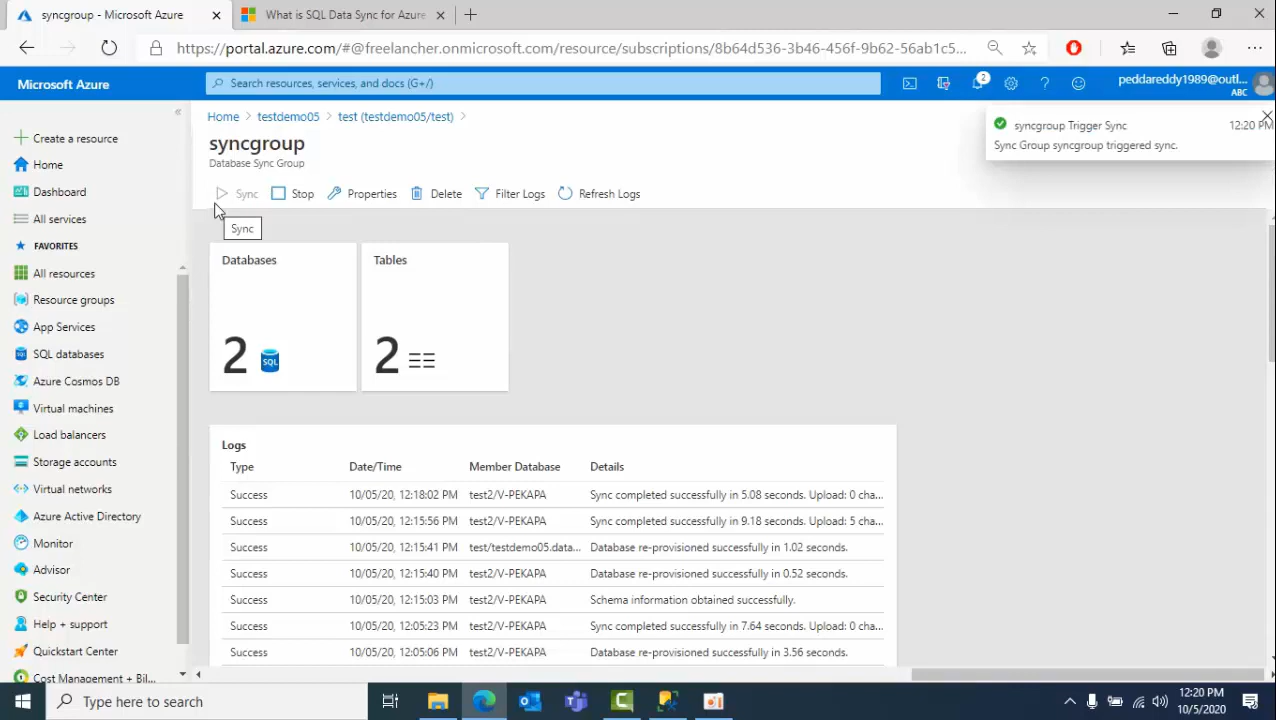 syncgroup - Microsoft Azure
What is SQL Data Sync for Azure
https://portal.azure.com/#@freelancher.onmicrosoft.com/resource/subscriptions/8b64d536-3b46-456f-9b62-56ab1c5...
Microsoft Azure
Search resources, services, and docs (G+/)
2
peddareddy1989@outl...
ABC
Home > testdemo05 > test (testdemo05/test) >
syncgroup
Database Sync Group
syncgroup Trigger Sync 12:20 PM
Sync Group syncgroup triggered sync.
Sync Stop Properties Delete Filter Logs Refresh Logs
Sync
Create a resource
Home
Dashboard
All services
FAVORITES
All resources
Resource groups
App Services
SQL databases
Azure Cosmos DB
Virtual machines
Load balancers
Storage accounts
Virtual networks
Azure Active Directory
Monitor
Advisor
Security Center
Help + support
Quickstart Center
Cost Management + Bil...
Databases
2
SQL
Tables
2
Logs
Type Date/Time Member Database Details
Success 10/05/20, 12:18:02 PM test2/V-PEKAPA Sync completed successfully in 5.08 seconds. Upload: 0 cha...
Success 10/05/20, 12:15:56 PM test2/V-PEKAPA Sync completed successfully in 9.18 seconds. Upload: 5 cha...
Success 10/05/20, 12:15:41 PM test/testdemo05.data... Database re-provisioned successfully in 1.02 seconds.
Success 10/05/20, 12:15:40 PM test2/V-PEKAPA Database re-provisioned successfully in 0.52 seconds.
Success 10/05/20, 12:15:03 PM test2/V-PEKAPA Schema information obtained successfully.
Success 10/05/20, 12:05:23 PM test2/V-PEKAPA Sync completed successfully in 7.64 seconds. Upload: 0 cha...
Success 10/05/20, 12:05:06 PM test2/V-PEKAPA Database re-provisioned successfully in 3.56 seconds.
Type here to search
12:20 PM
10/5/2020